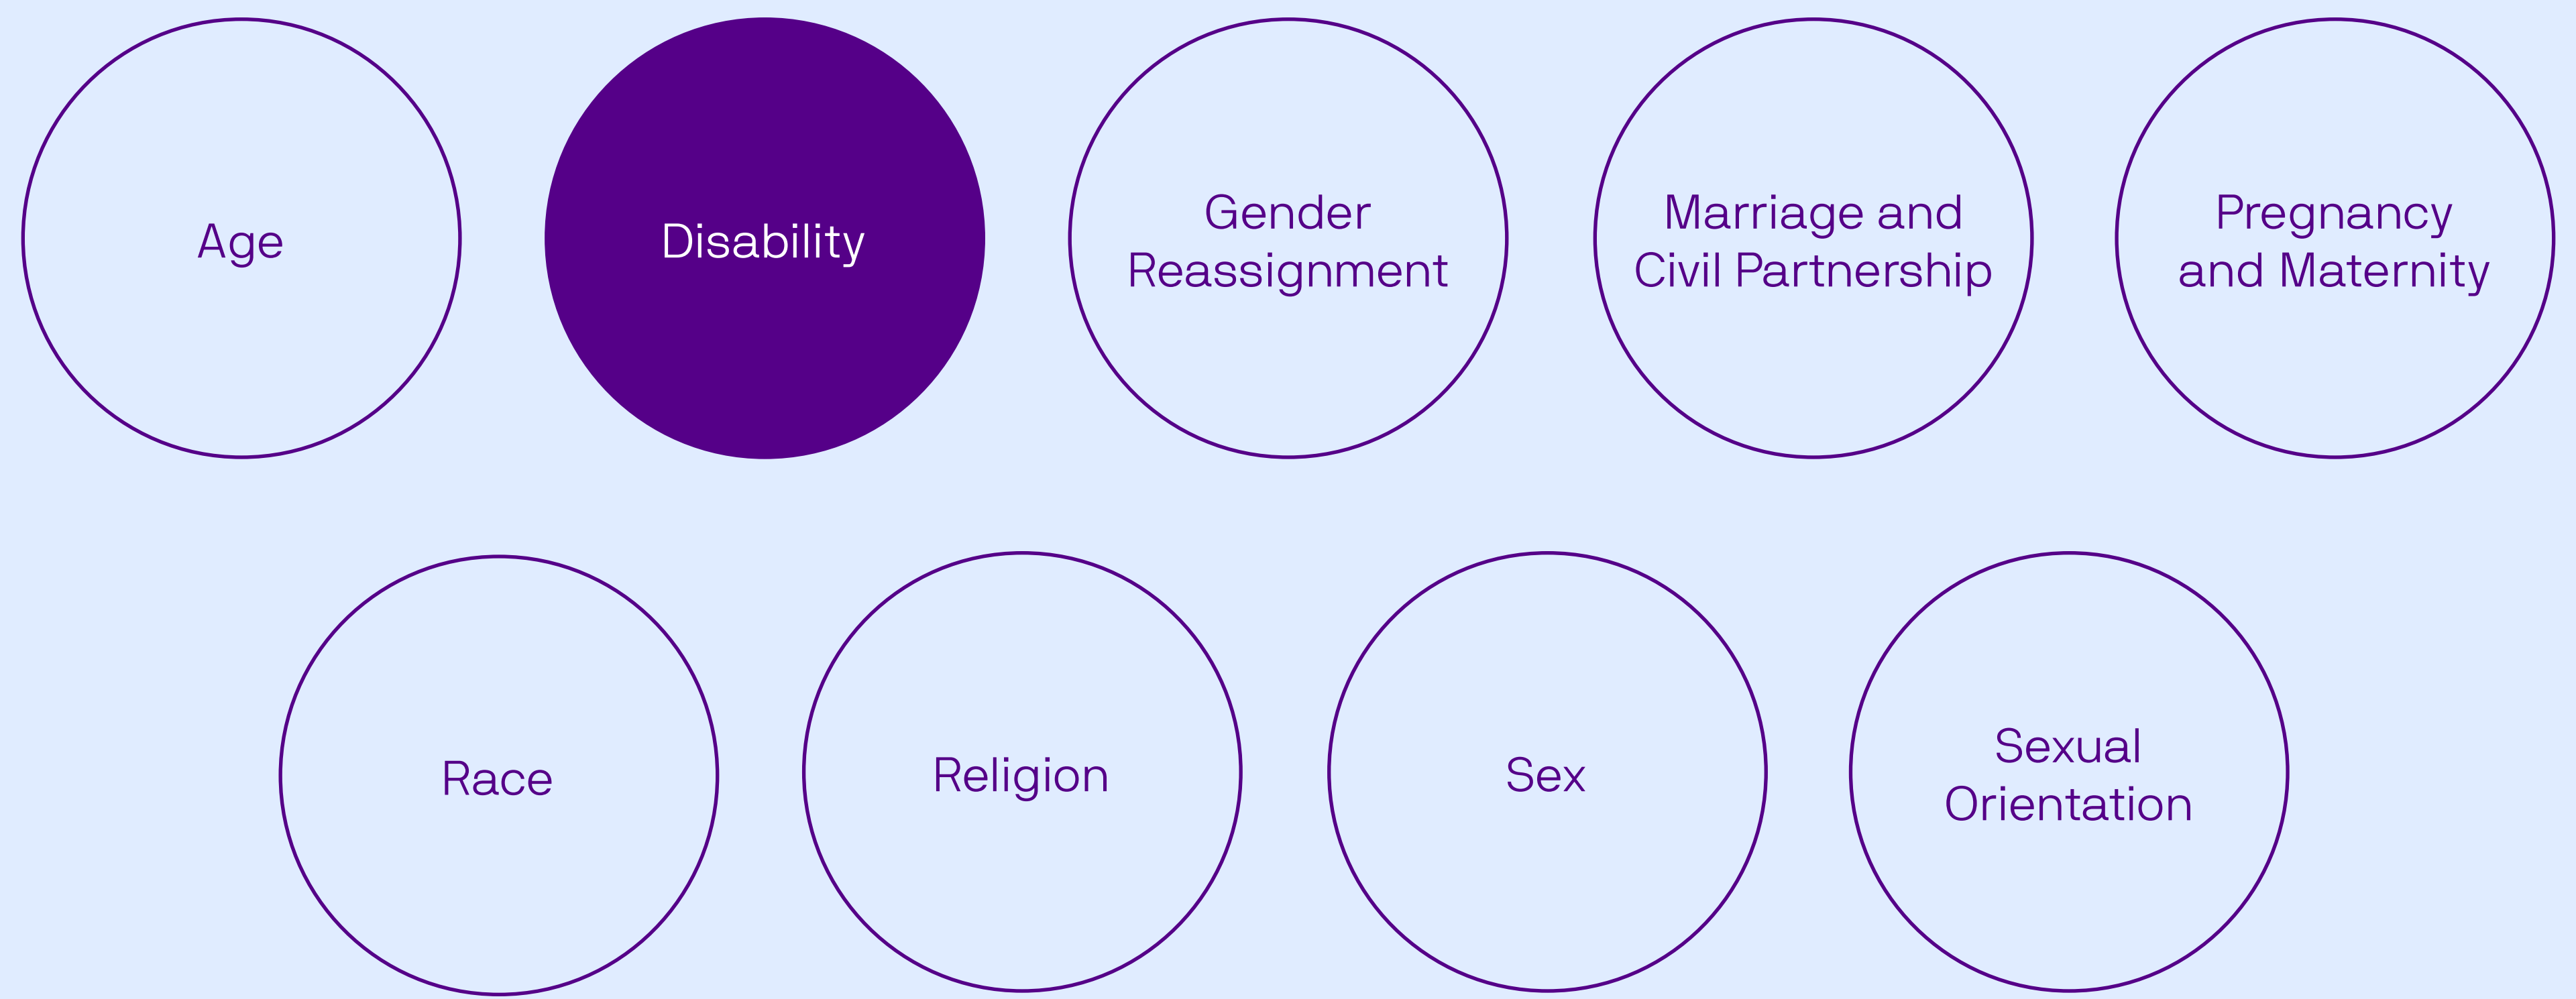 Age
Disability
Gender
Reassignment
Marriage and
Civil Partnership
Pregnancy
and Maternity
Race
Religion
Sex
Sexual
Orientation